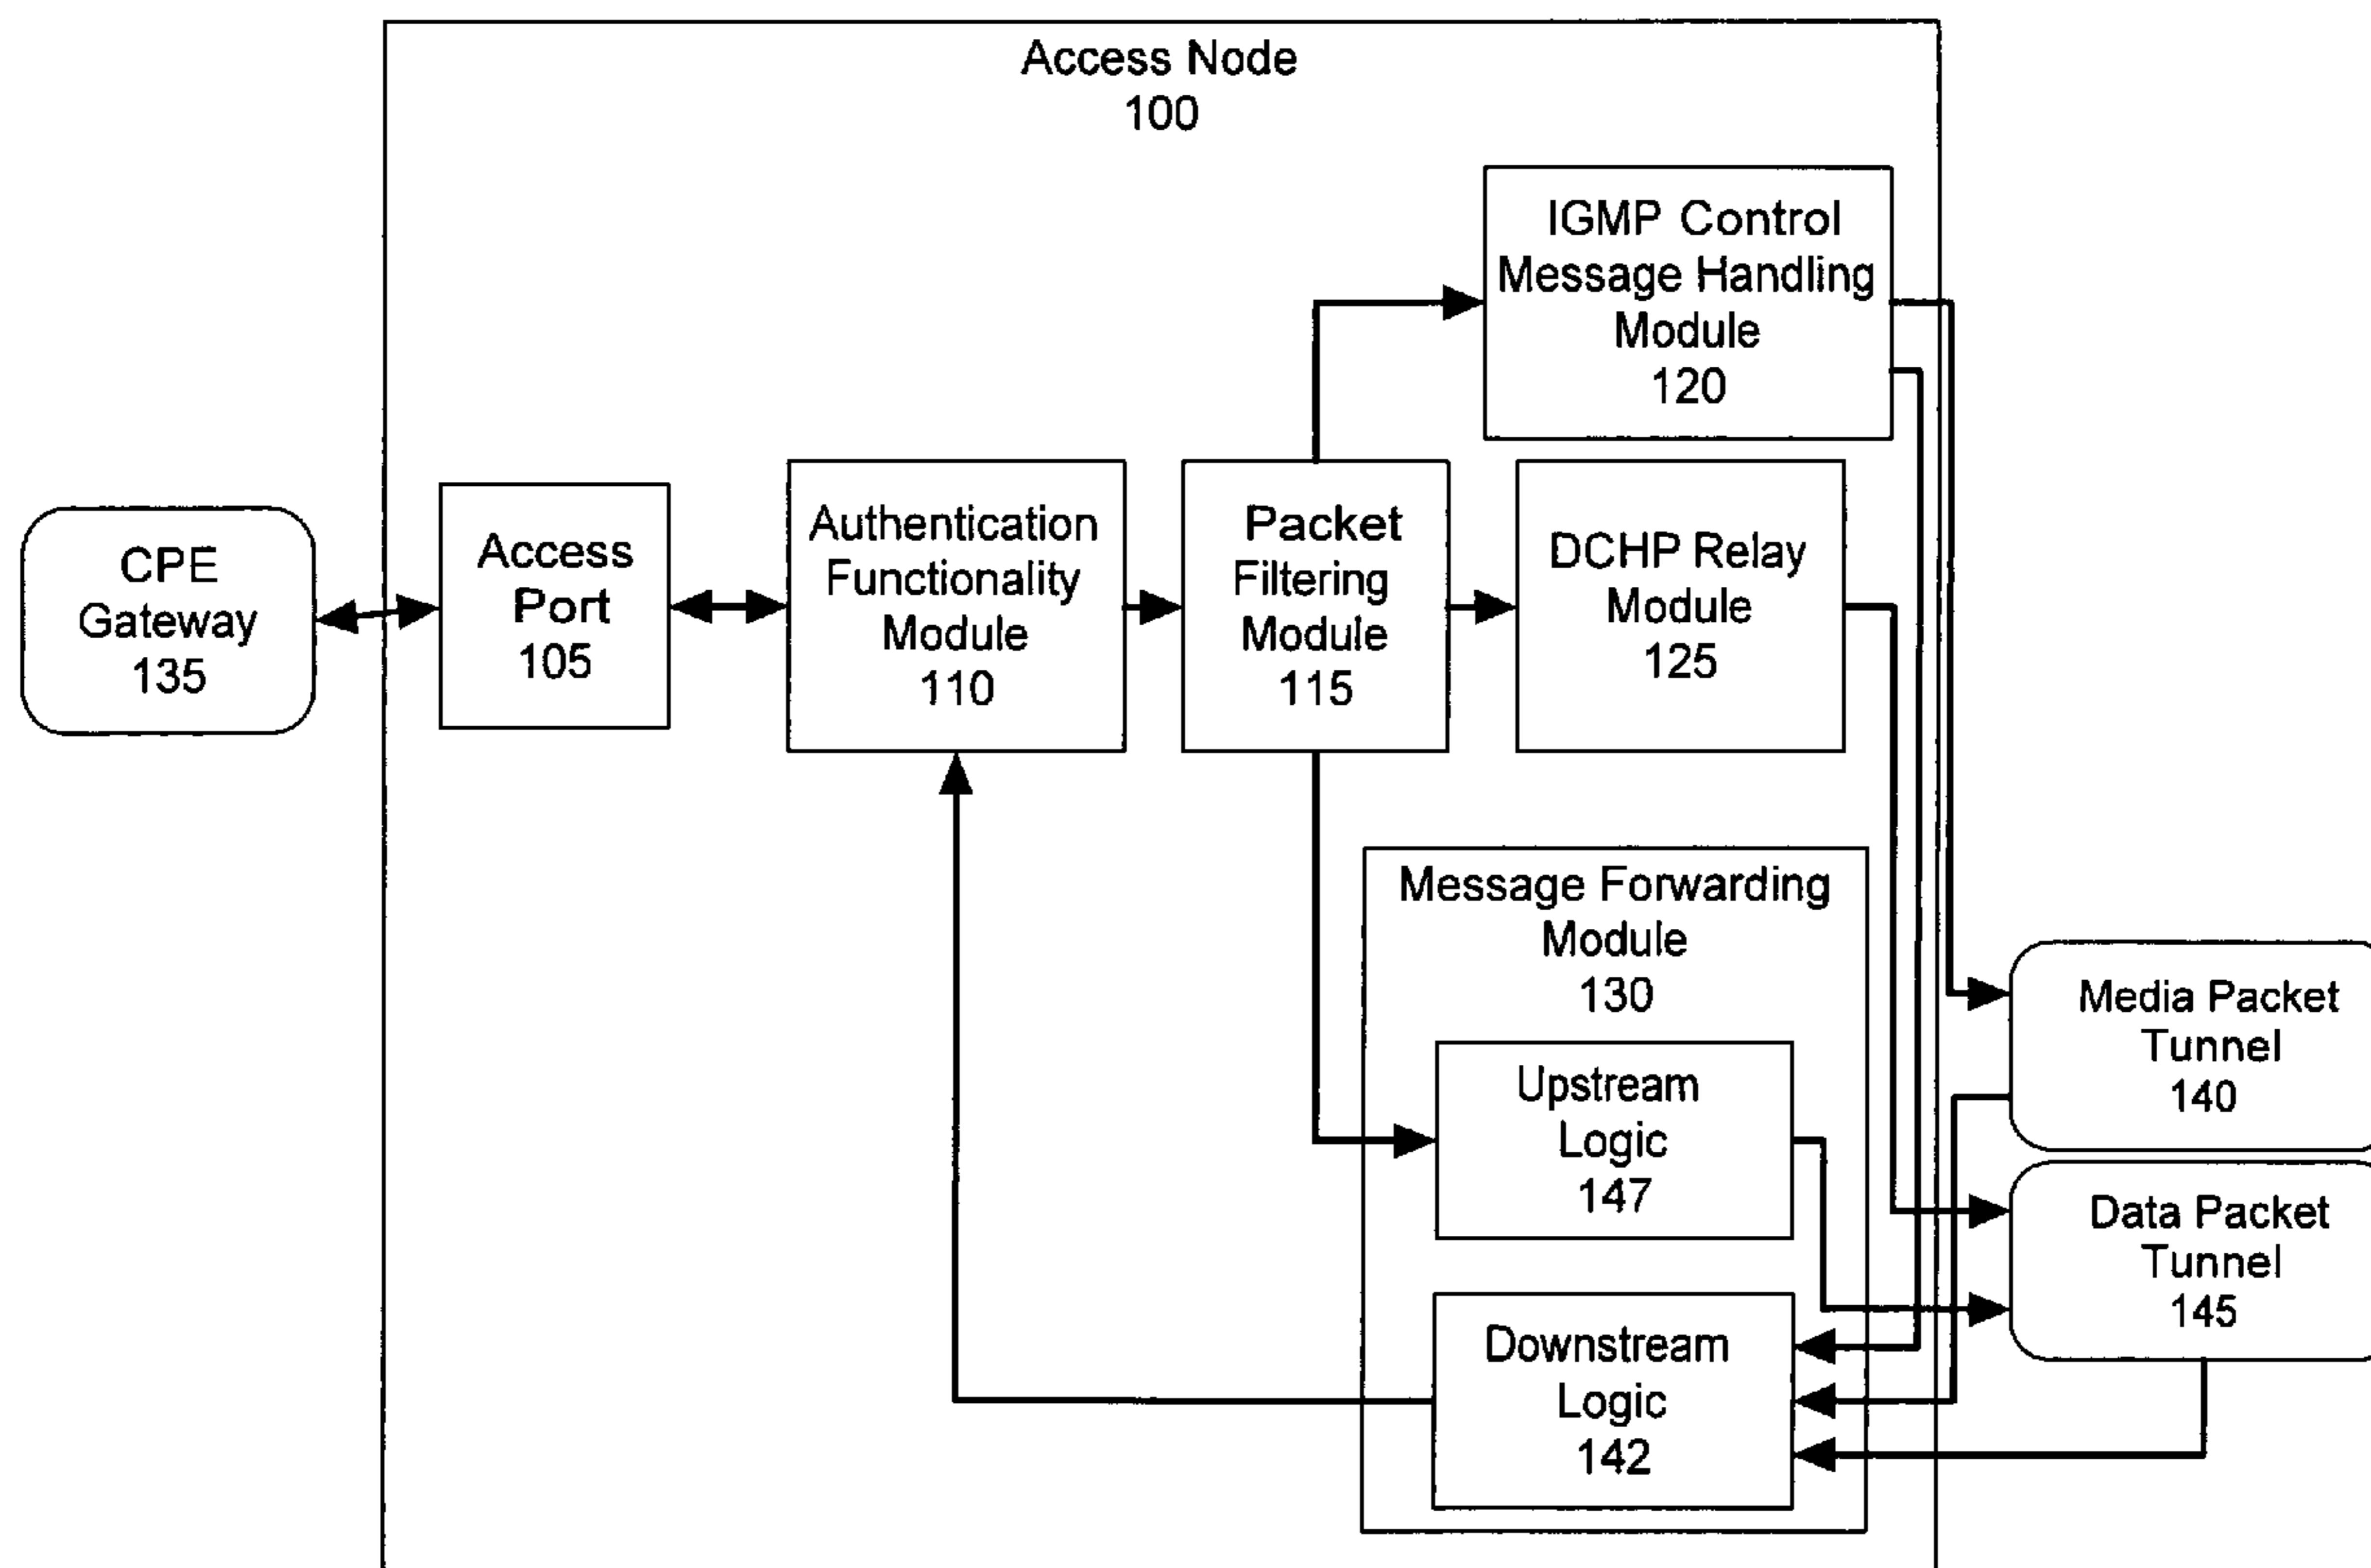 Access Node
100
IGMP Control
Message Handling
Module
120
CPE
Gateway
135
Access
Port
105
Authentication
Functionality
Module
110
Packet
Filtering
Module
115
DCHP Relay
Module
125
Message Forwarding
Module
130
Upstream
Logic
147
Downstream
Logic
142
Media Packet
Tunnel
140
Data Packet
Tunnel
145